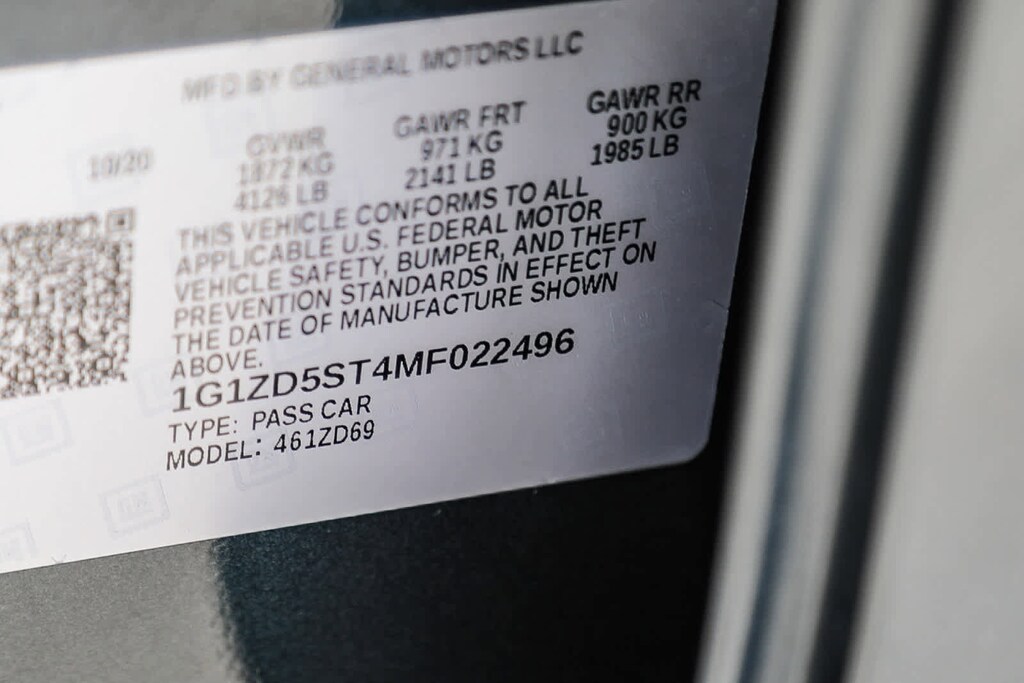 MFD BY GENERAL MOTORS LLC
10/20 GVWR GAWR FRT GAWR RR
1872 KG 971 KG 900 KG
4126 LB 2141 LB 1985 LB
THIS VEHICLE CONFORMS TO ALL
APPLICABLE U.S. FEDERAL MOTOR
VEHICLE SAFETY, BUMPER, AND THEFT
PREVENTION STANDARDS IN EFFECT ON
THE DATE OF MANUFACTURE SHOWN
ABOVE.
1G1ZD5ST4MF022496
TYPE: PASS CAR
MODEL: 461ZD69